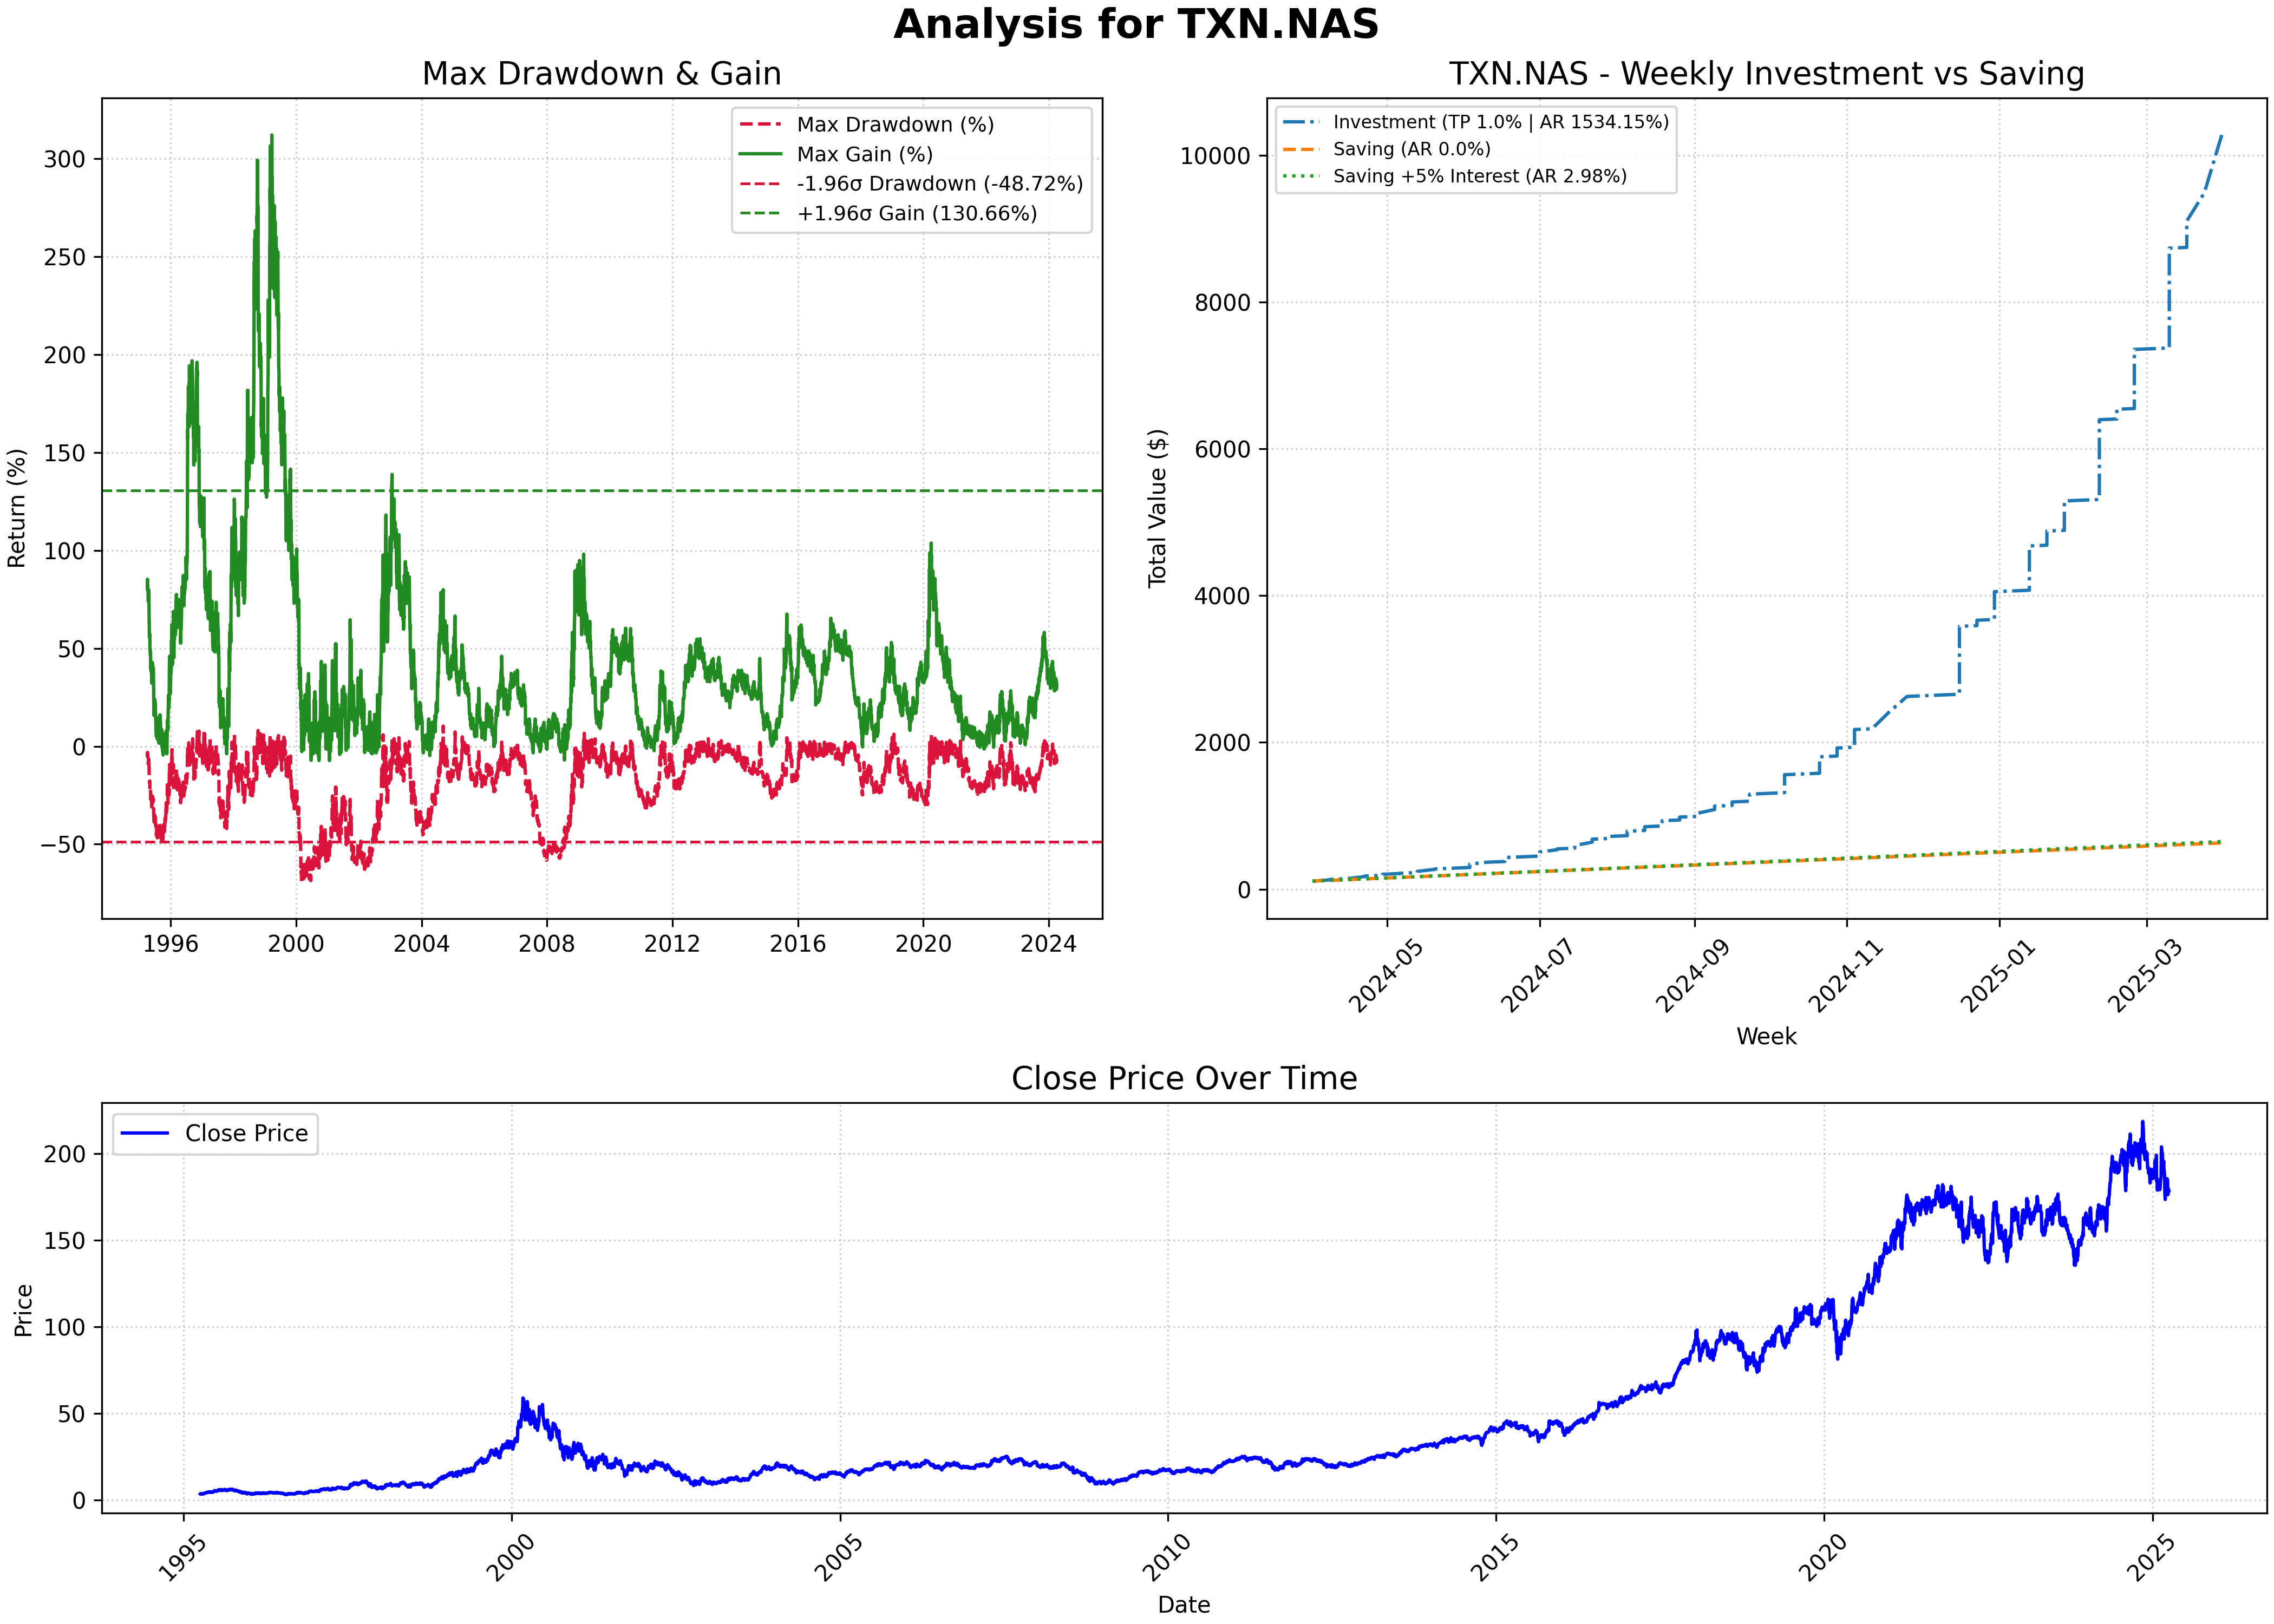 Analysis for TXN.NAS
Max Drawdown & Gain
Return (%)
300
250
200
150
100
50
0
−50
Max Drawdown (%)
Max Gain (%)
-1.96σ Drawdown (-48.72%)
+1.96σ Gain (130.66%)
1996 2000 2004 2008 2012 2016 2020 2024
TXN.NAS - Weekly Investment vs Saving
Total Value ($)
10000
8000
6000
4000
2000
0
Investment (TP 1.0% | AR 1534.15%)
Saving (AR 0.0%)
Saving +5% Interest (AR 2.98%)
2024-05 2024-07 2024-09 2024-11 2025-01 2025-03
Week
Close Price Over Time
Price
200
150
100
50
0
Close Price
1995 2000 2005 2010 2015 2020 2025
Date